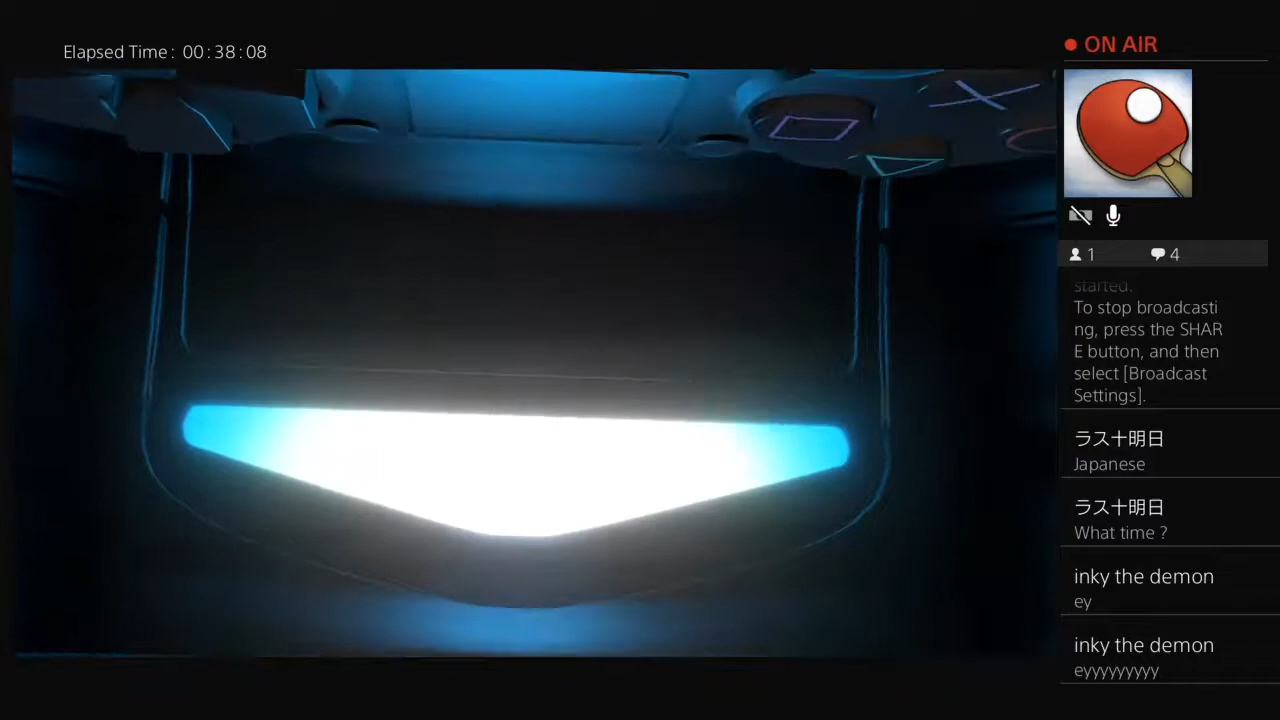 Elapsed Time: 00:38:08
ON AIR
1 4
started.
To stop broadcasti
ng, press the SHAR
E button, and then
select [Broadcast
Settings].
ラス十明日
Japanese
ラス十明日
What time ?
inky the demon
ey
inky the demon
eyyyyyyyyy